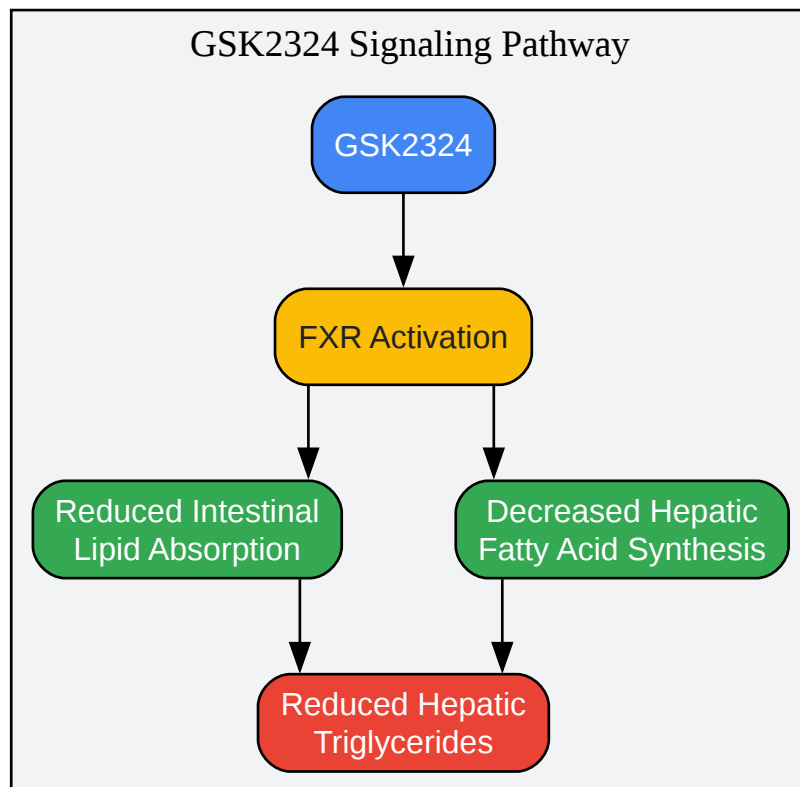 GSK2324 Signaling Pathway
GSK2324
FXR Activation
Reduced Intestinal
Lipid Absorption
Decreased Hepatic
Fatty Acid Synthesis
Reduced Hepatic
Triglycerides